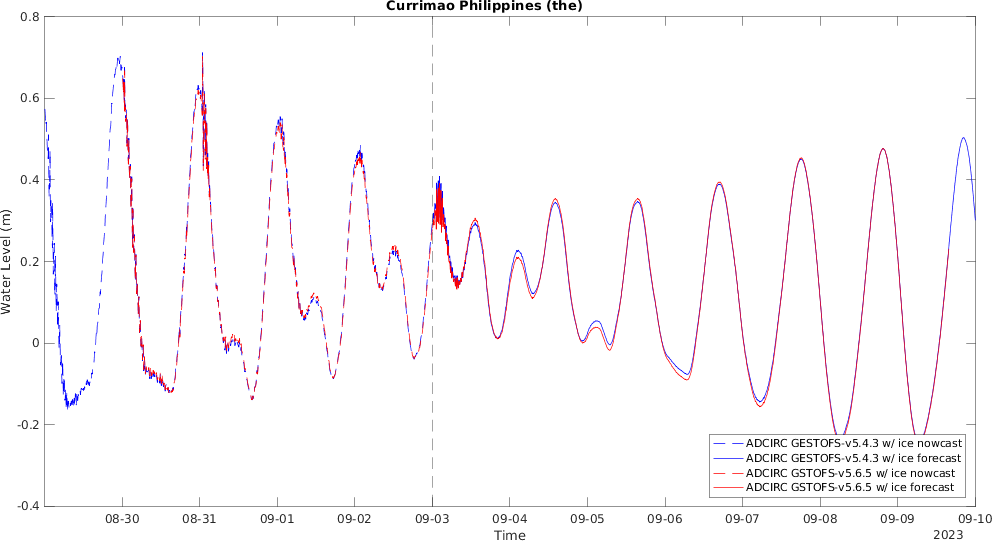 Currimao Philippines (the)
Water Level (m)
0.8
0.6
0.4
0.2
0
-0.2
-0.4
08-30 08-31 09-01 09-02 09-03 09-04 09-05 09-06 09-07 09-08 09-09 09-10
Time
2023
ADCIRC GESTOFS-v5.4.3 w/ ice nowcast
ADCIRC GESTOFS-v5.4.3 w/ ice forecast
ADCIRC GSTOFS-v5.6.5 w/ ice nowcast
ADCIRC GSTOFS-v5.6.5 w/ ice forecast